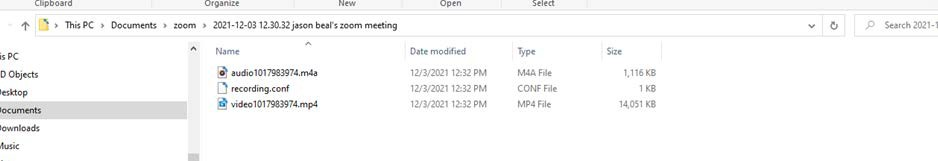 Clipboard Organize New Open Select
This PC > Documents > zoom > 2021-12-03 12.30.32 jason beal's zoom meeting Search 2021-1
Name Date modified Type Size
is PC
D Objects
audio1017983974.m4a 12/3/2021 12:32 PM M4A File 1,116 KB
esktop
recording.conf 12/3/2021 12:32 PM CONF File 1 KB
ocuments
video1017983974.mp4 12/3/2021 12:32 PM MP4 File 14,051 KB
ownloads
Music